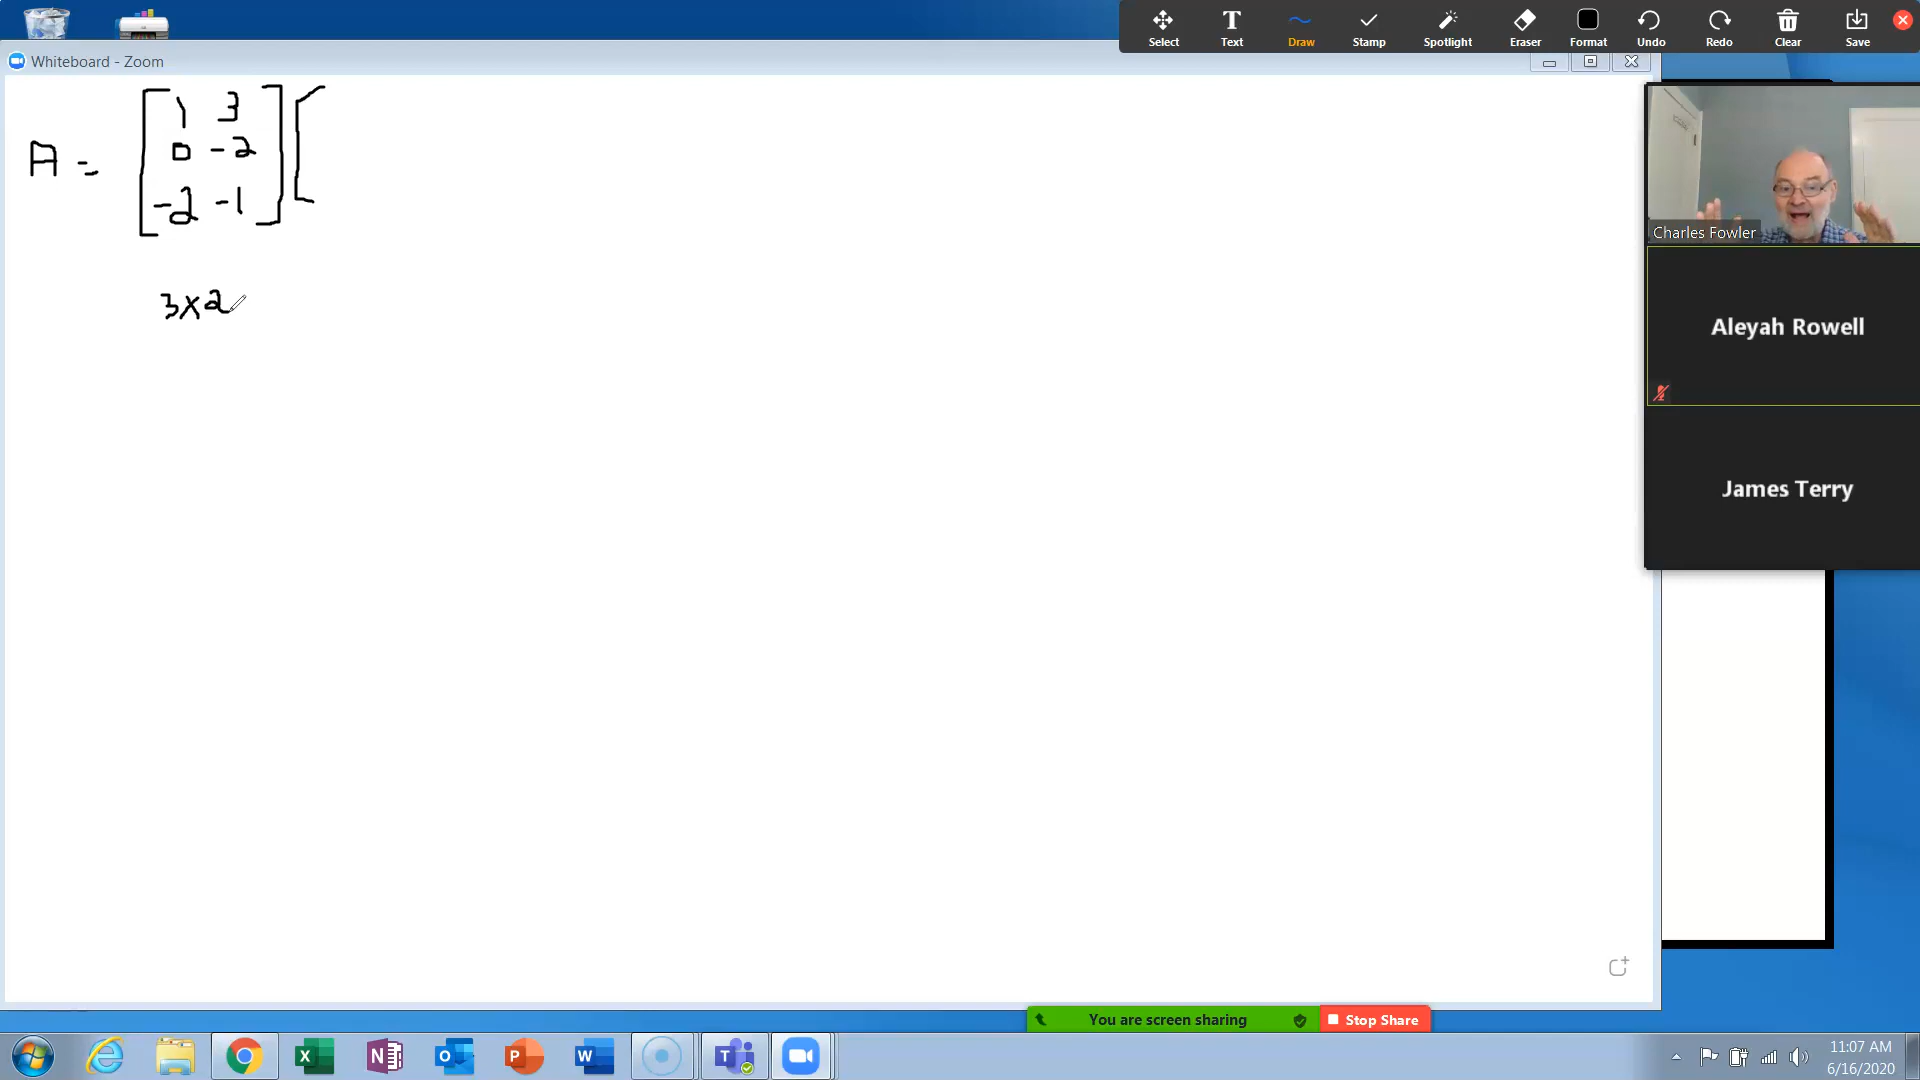 Select Text Draw Stamp Spotlight Eraser Format Undo Redo Clear Save
Whiteboard - Zoom
A = [ 1 3 ] [
0 -2
-2 -1
3x2
Charles Fowler
Aleyah Rowell
James Terry
You are screen sharing Stop Share
11:07 AM
6/16/2020